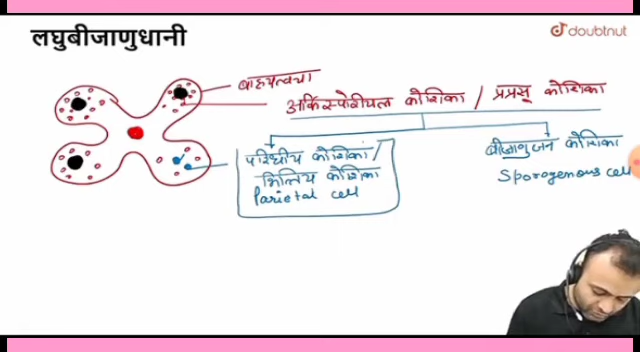 लघुबीजाणुधानी
doubtnut
बाह्यत्वचा
आर्किस्पोरीयल कोशिका / प्रप्रसू कोशिका
परिधीय कोशिका /
भित्तिय कोशिका
Parietal cell
बीजाणुजन कोशिका
Sporogenous cell